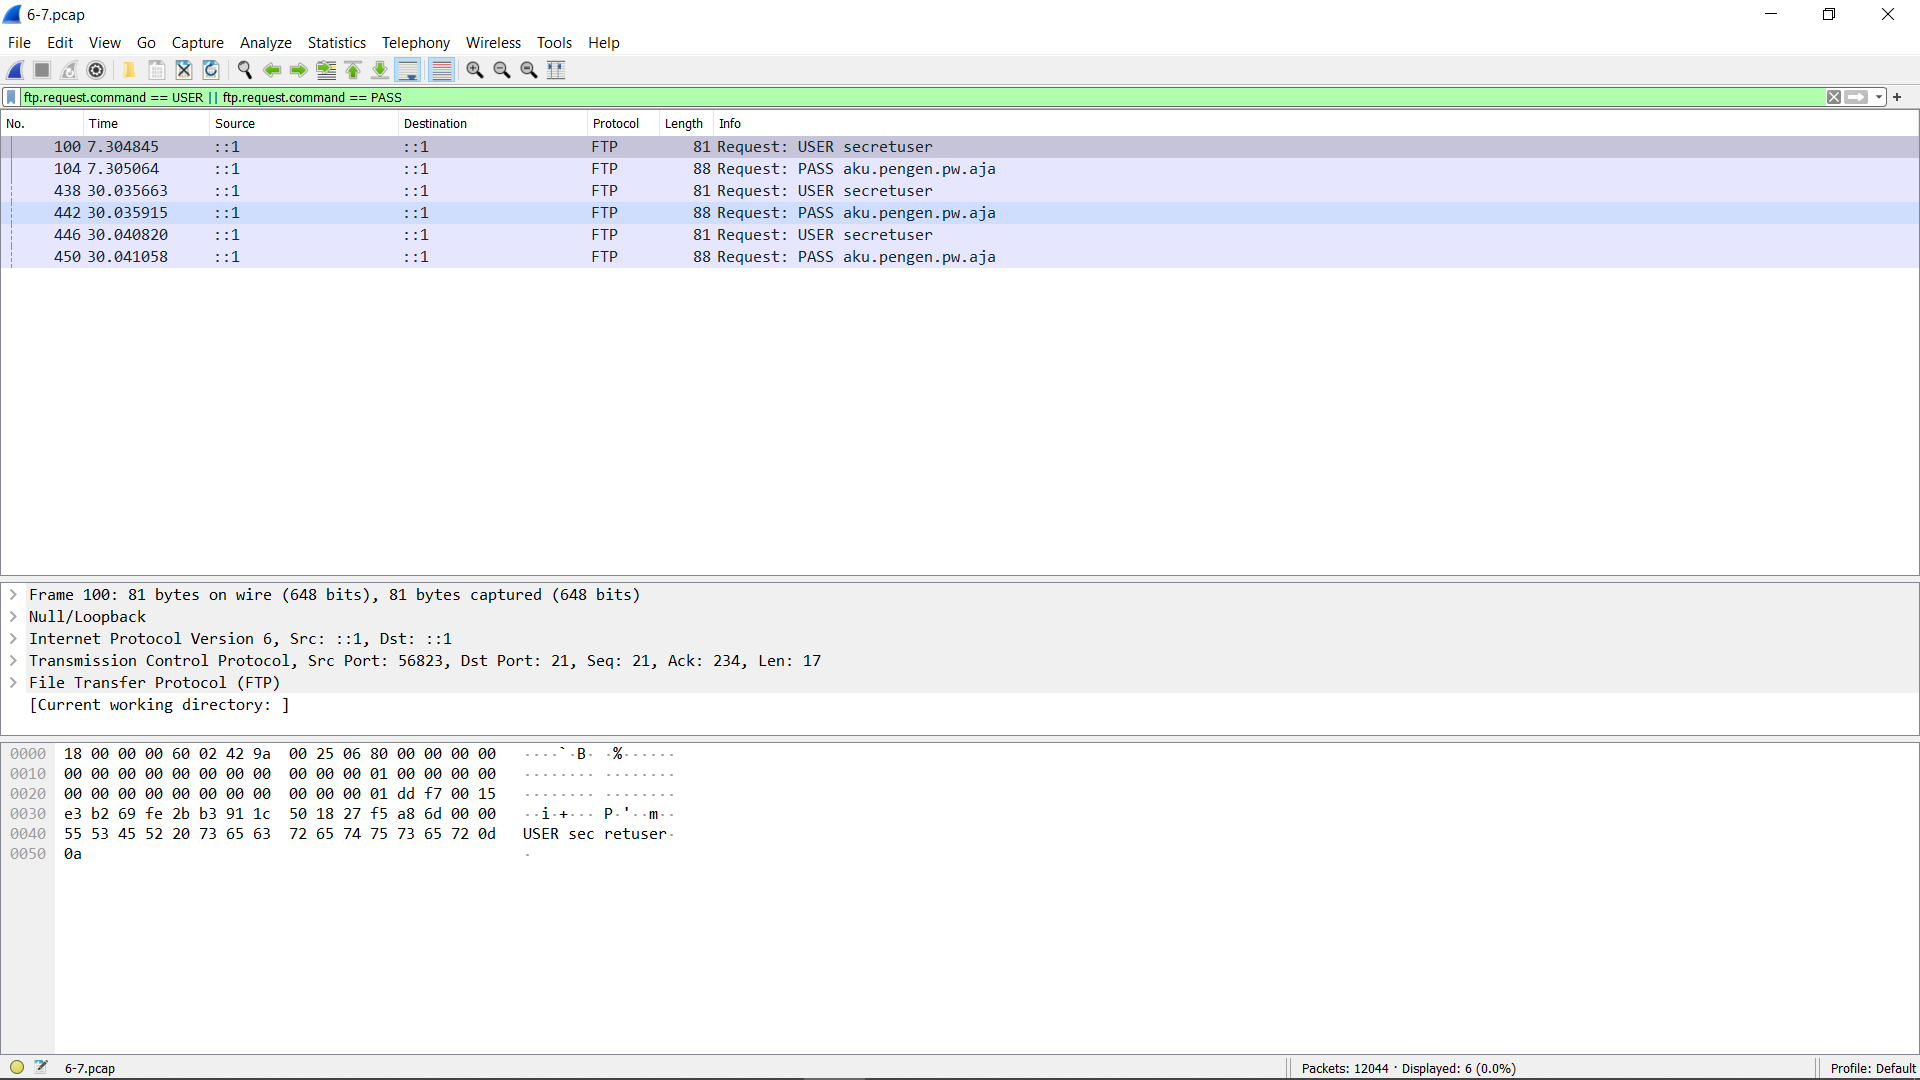 6-7.pcap
File Edit View Go Capture Analyze Statistics Telephony Wireless Tools Help
ftp.request.command == USER || ftp.request.command == PASS
No. Time Source Destination Protocol Length Info
100 7.304845 ::1 ::1 FTP 81 Request: USER secretuser
104 7.305064 ::1 ::1 FTP 88 Request: PASS aku.pengen.pw.aja
438 30.035663 ::1 ::1 FTP 81 Request: USER secretuser
442 30.035915 ::1 ::1 FTP 88 Request: PASS aku.pengen.pw.aja
446 30.040820 ::1 ::1 FTP 81 Request: USER secretuser
450 30.041058 ::1 ::1 FTP 88 Request: PASS aku.pengen.pw.aja
Frame 100: 81 bytes on wire (648 bits), 81 bytes captured (648 bits)
Null/Loopback
Internet Protocol Version 6, Src: ::1, Dst: ::1
Transmission Control Protocol, Src Port: 56823, Dst Port: 21, Seq: 21, Ack: 234, Len: 17
File Transfer Protocol (FTP)
[Current working directory: ]
0000 18 00 00 00 60 02 42 9a 00 25 06 80 00 00 00 00 ····`·B· ·%······
0010 00 00 00 00 00 00 00 00 00 00 00 01 00 00 00 00 ········ ········
0020 00 00 00 00 00 00 00 00 00 00 00 01 dd f7 00 15 ········ ········
0030 e3 b2 69 fe 2b b3 91 1c 50 18 27 f5 a8 6d 00 00 ··i·+··· P·'··m··
0040 55 53 45 52 20 73 65 63 72 65 74 75 73 65 72 0d USER sec retuser·
0050 0a ·
6-7.pcap Packets: 12044 · Displayed: 6 (0.0%) Profile: Default